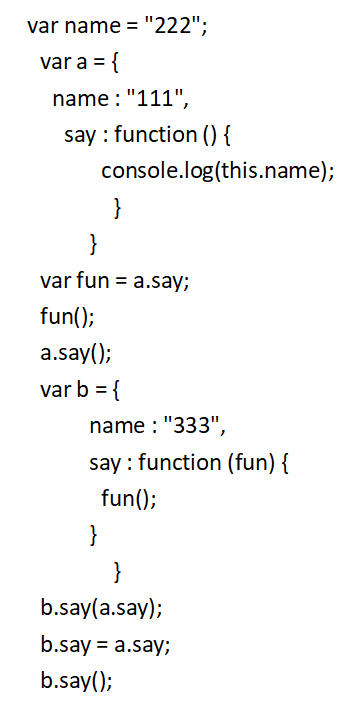 var name = "222";
var a = {
name : "111",
say : function () {
console.log(this.name);
}
}
var fun = a.say;
fun();
a.say();
var b = {
name : "333",
say : function (fun) {
fun();
}
}
b.say(a.say);
b.say = a.say;
b.say();